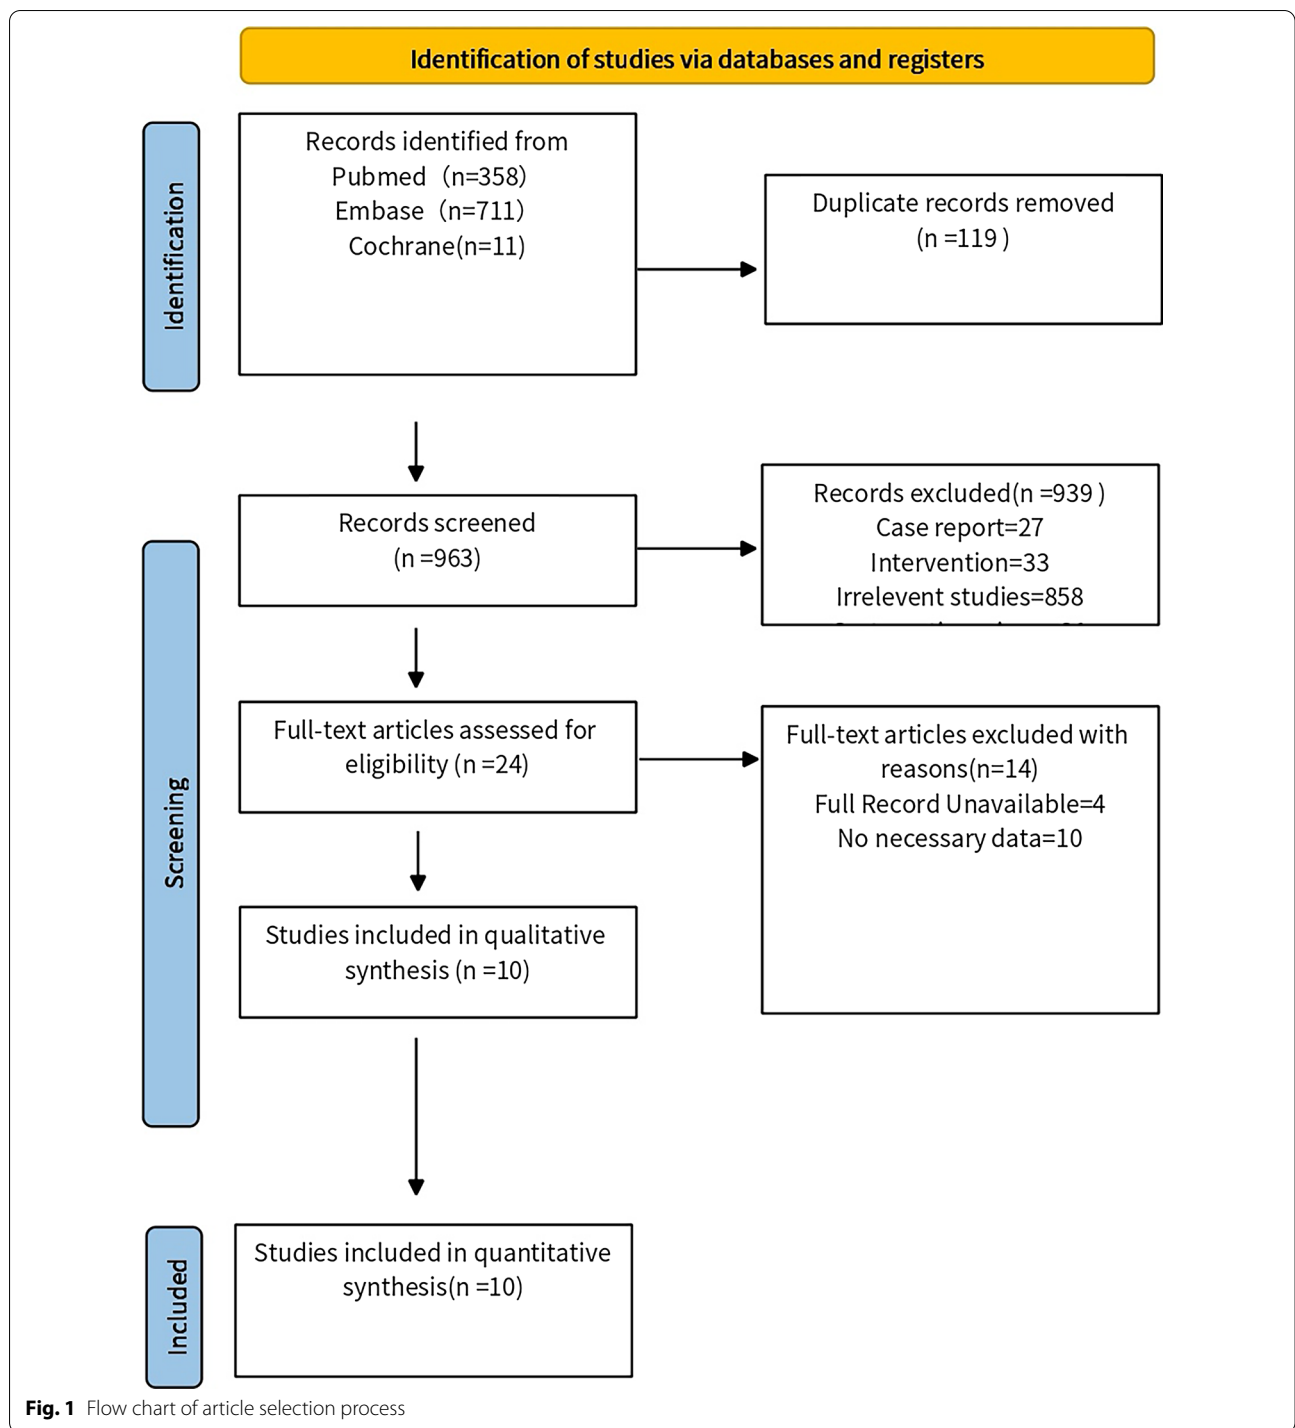 Identification of studies via databases and registers
Identification
Records identified from
Pubmed（n=358）
Embase（n=711）
Cochrane(n=11)
Duplicate records removed
(n =119 )
Screening
Records screened
(n =963)
Records excluded(n =939 )
Case report=27
Intervention=33
Irrelevent studies=858
Full-text articles assessed for
eligibility (n =24)
Full-text articles excluded with
reasons(n=14)
Full Record Unavailable=4
No necessary data=10
Studies included in qualitative
synthesis (n =10)
Included
Studies included in quantitative
synthesis(n =10)
Fig. 1 Flow chart of article selection process